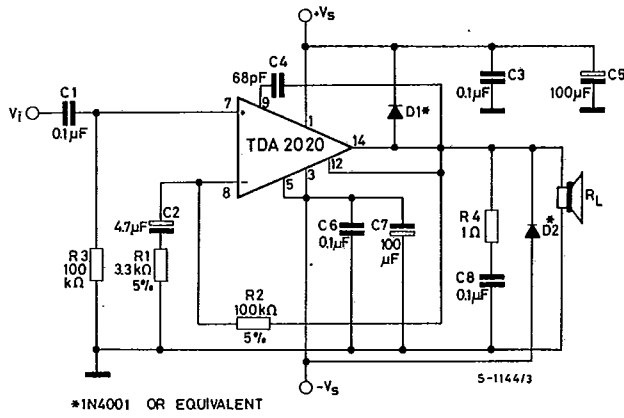 +Vs
C4
68pF
C3
0.1µF
C5
100µF
C1
Vi
0.1µF
7
9
1
D1*
TDA 2020
14
12
8
3
5
C2
4.7µF
R3
100
kΩ
R1
3.3kΩ
5%
C6
0.1µF
C7
100
µF
R4
1Ω
*
D2
RL
C8
0.1µF
R2
100kΩ
5%
S-1144/3
-Vs
*1N4001 OR EQUIVALENT